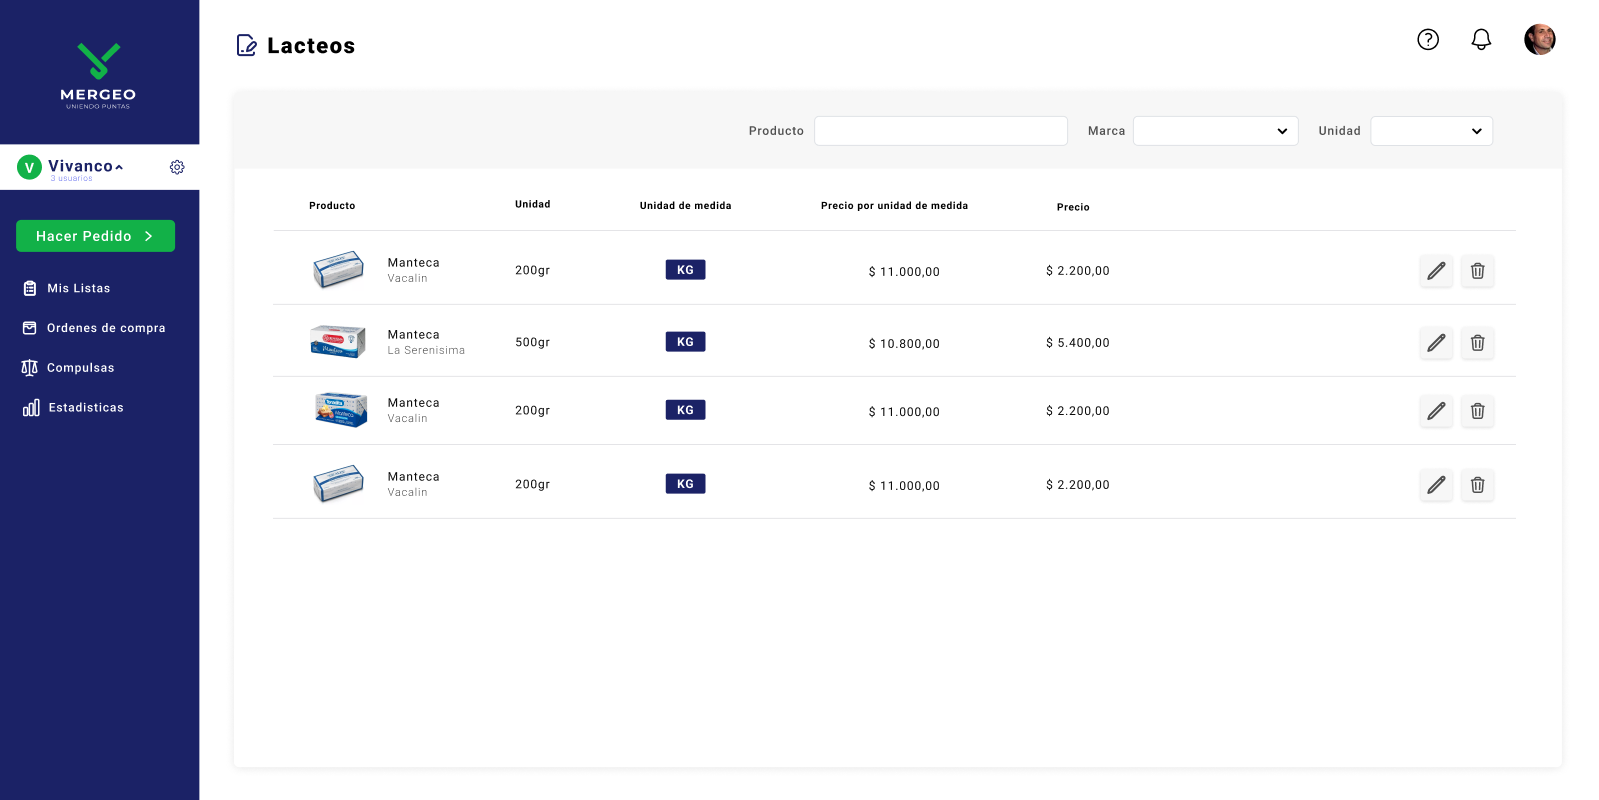 MERGEO
UNIENDO PUNTAS
V
Vivanco
3 usuarios
Hacer Pedido
Mis Listas
Ordenes de compra
Compulsas
Estadisticas
Lacteos
Producto
Marca
Unidad
Producto
Unidad
Unidad de medida
Precio por unidad de medida
Precio
Manteca
Vacalin
200gr
KG
$ 11.000,00
$ 2.200,00
Manteca
La Serenisima
500gr
KG
$ 10.800,00
$ 5.400,00
Manteca
Vacalin
200gr
KG
$ 11.000,00
$ 2.200,00
Manteca
Vacalin
200gr
KG
$ 11.000,00
$ 2.200,00